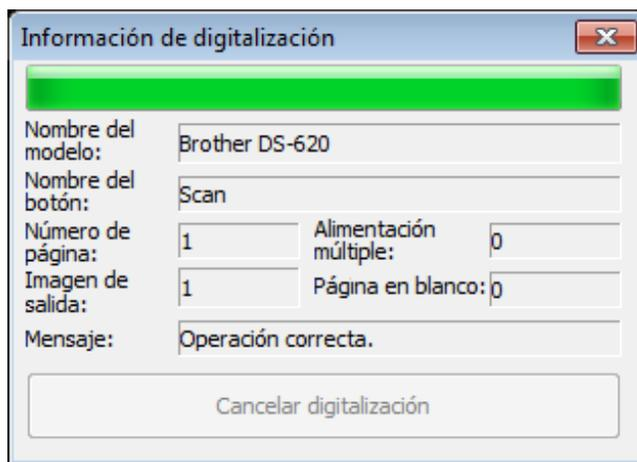 Información de digitalización
Nombre del
modelo:
Brother DS-620
Nombre del
botón:
Scan
Número de
página:
1
Alimentación
múltiple:
0
Imagen de
salida:
1
Página en blanco:
0
Mensaje:
Operación correcta.
Cancelar digitalización